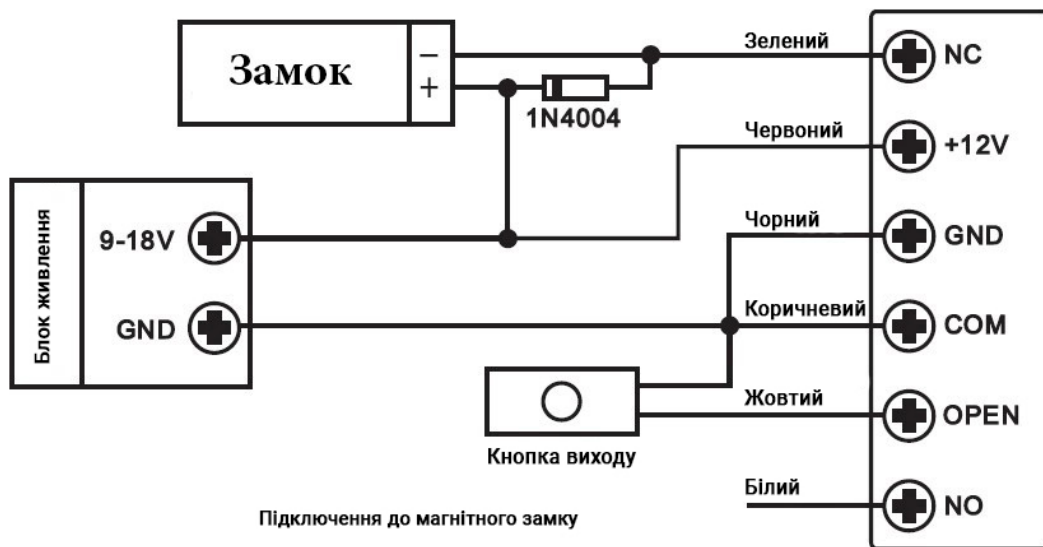 Замок
−
+
1N4004
Зелений
NC
Червоний
+12V
Блок живлення
9-18V
GND
Чорний
GND
Коричневий
COM
Жовтий
OPEN
Кнопка виходу
Білий
NO
Підключення до магнітного замку